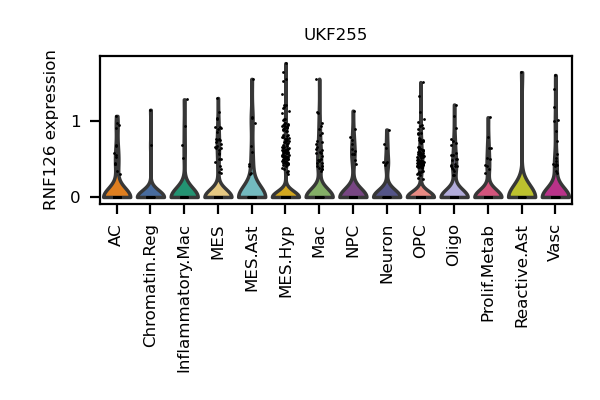 UKF255
RNF126 expression
1
0
AC
Chromatin.Reg
Inflammatory.Mac
MES
MES.Ast
MES.Hyp
Mac
NPC
Neuron
OPC
Oligo
Prolif.Metab
Reactive.Ast
Vasc